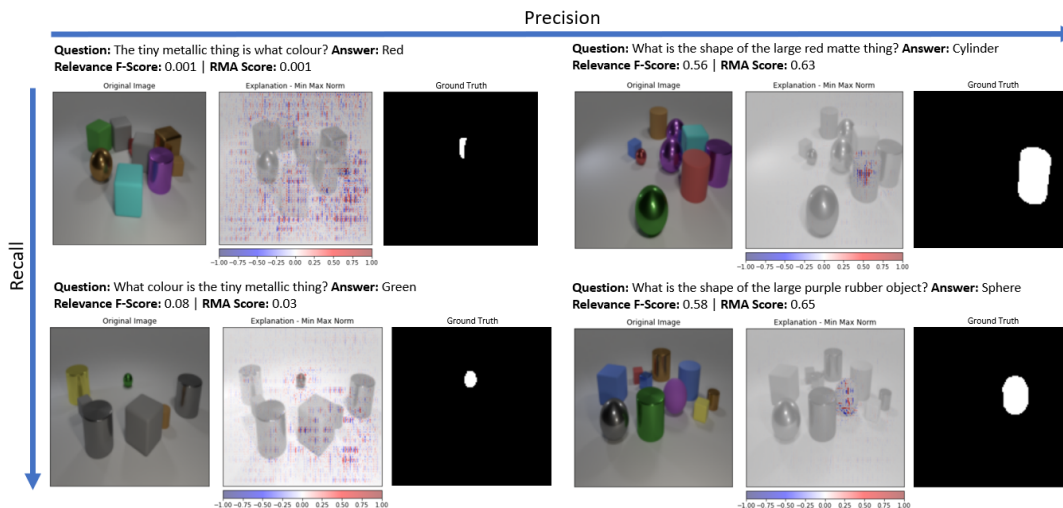 Precision
Recall
Question: The tiny metallic thing is what colour? Answer: Red
Relevance F-Score: 0.001 | RMA Score: 0.001
Original Image
Explanation - Min Max Norm
Ground Truth
−1.00 −0.75 −0.50 −0.25 0.00 0.25 0.50 0.75 1.00
Question: What is the shape of the large red matte thing? Answer: Cylinder
Relevance F-Score: 0.56 | RMA Score: 0.63
Original Image
Explanation - Min Max Norm
Ground Truth
−1.00 −0.75 −0.50 −0.25 0.00 0.25 0.50 0.75 1.00
Question: What colour is the tiny metallic thing? Answer: Green
Relevance F-Score: 0.08 | RMA Score: 0.03
Original Image
Explanation - Min Max Norm
Ground Truth
−1.00 −0.75 −0.50 −0.25 0.00 0.25 0.50 0.75 1.00
Question: What is the shape of the large purple rubber object? Answer: Sphere
Relevance F-Score: 0.58 | RMA Score: 0.65
Original Image
Explanation - Min Max Norm
Ground Truth
−1.00 −0.75 −0.50 −0.25 0.00 0.25 0.50 0.75 1.00